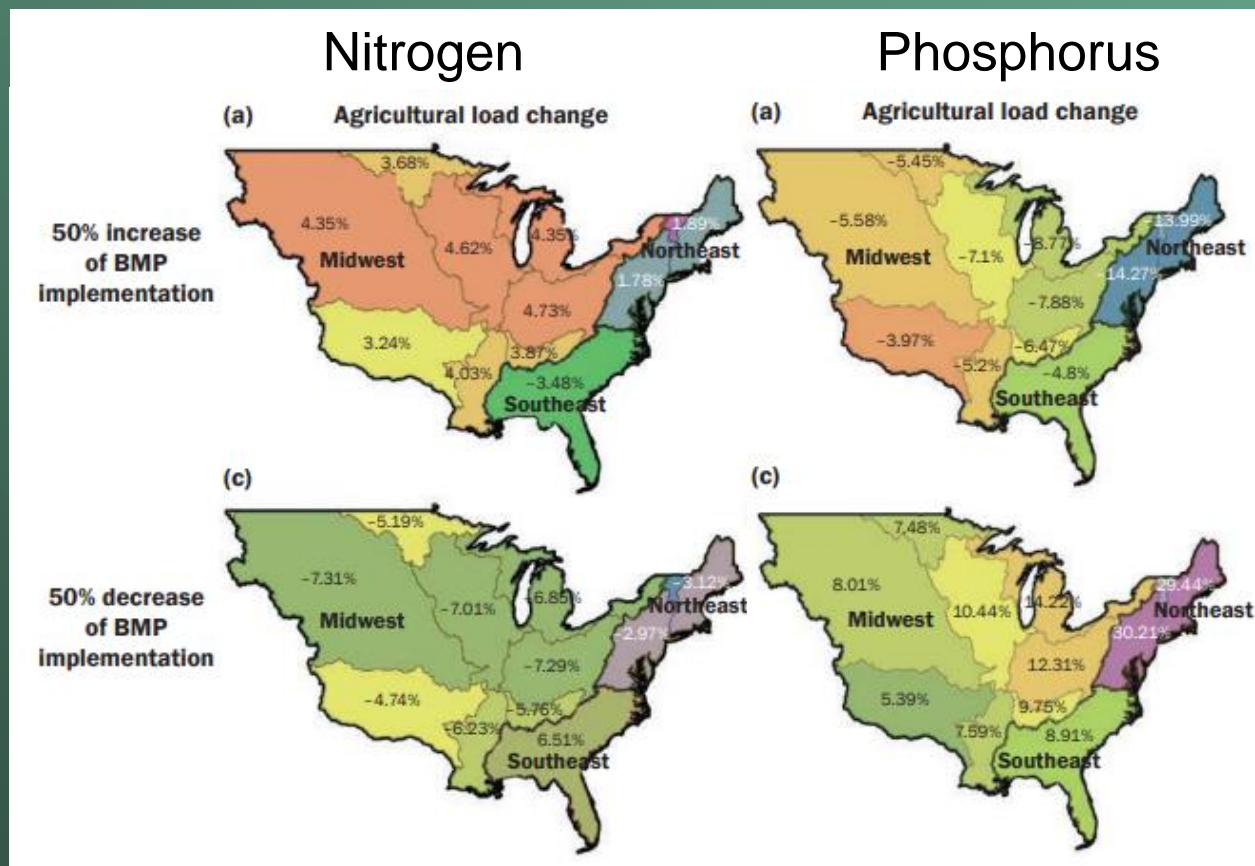 Nitrogen
Phosphorus
(a) Agricultural load change
(a) Agricultural load change
50% increase
of BMP
implementation
3.68%
4.35%
4.62%
4.35%
1.89%
Northeast
Midwest
1.78%
4.73%
3.24%
3.87%
4.03%
−3.48%
Southeast
−5.45%
−5.58%
−13.99%
−8.77%
Northeast
Midwest
−7.1%
−14.27%
−7.88%
−3.97%
−6.47%
−5.2%
−4.8%
Southeast
(c)
(c)
50% decrease
of BMP
implementation
−5.19%
−7.31%
−7.01%
−6.85%
−3.12%
Northeast
Midwest
−2.97%
−7.29%
−4.74%
−5.76%
−6.23%
6.51%
Southeast
7.48%
8.01%
10.44%
14.22%
29.44%
Northeast
Midwest
30.21%
12.31%
5.39%
9.75%
7.59%
8.91%
Southeast